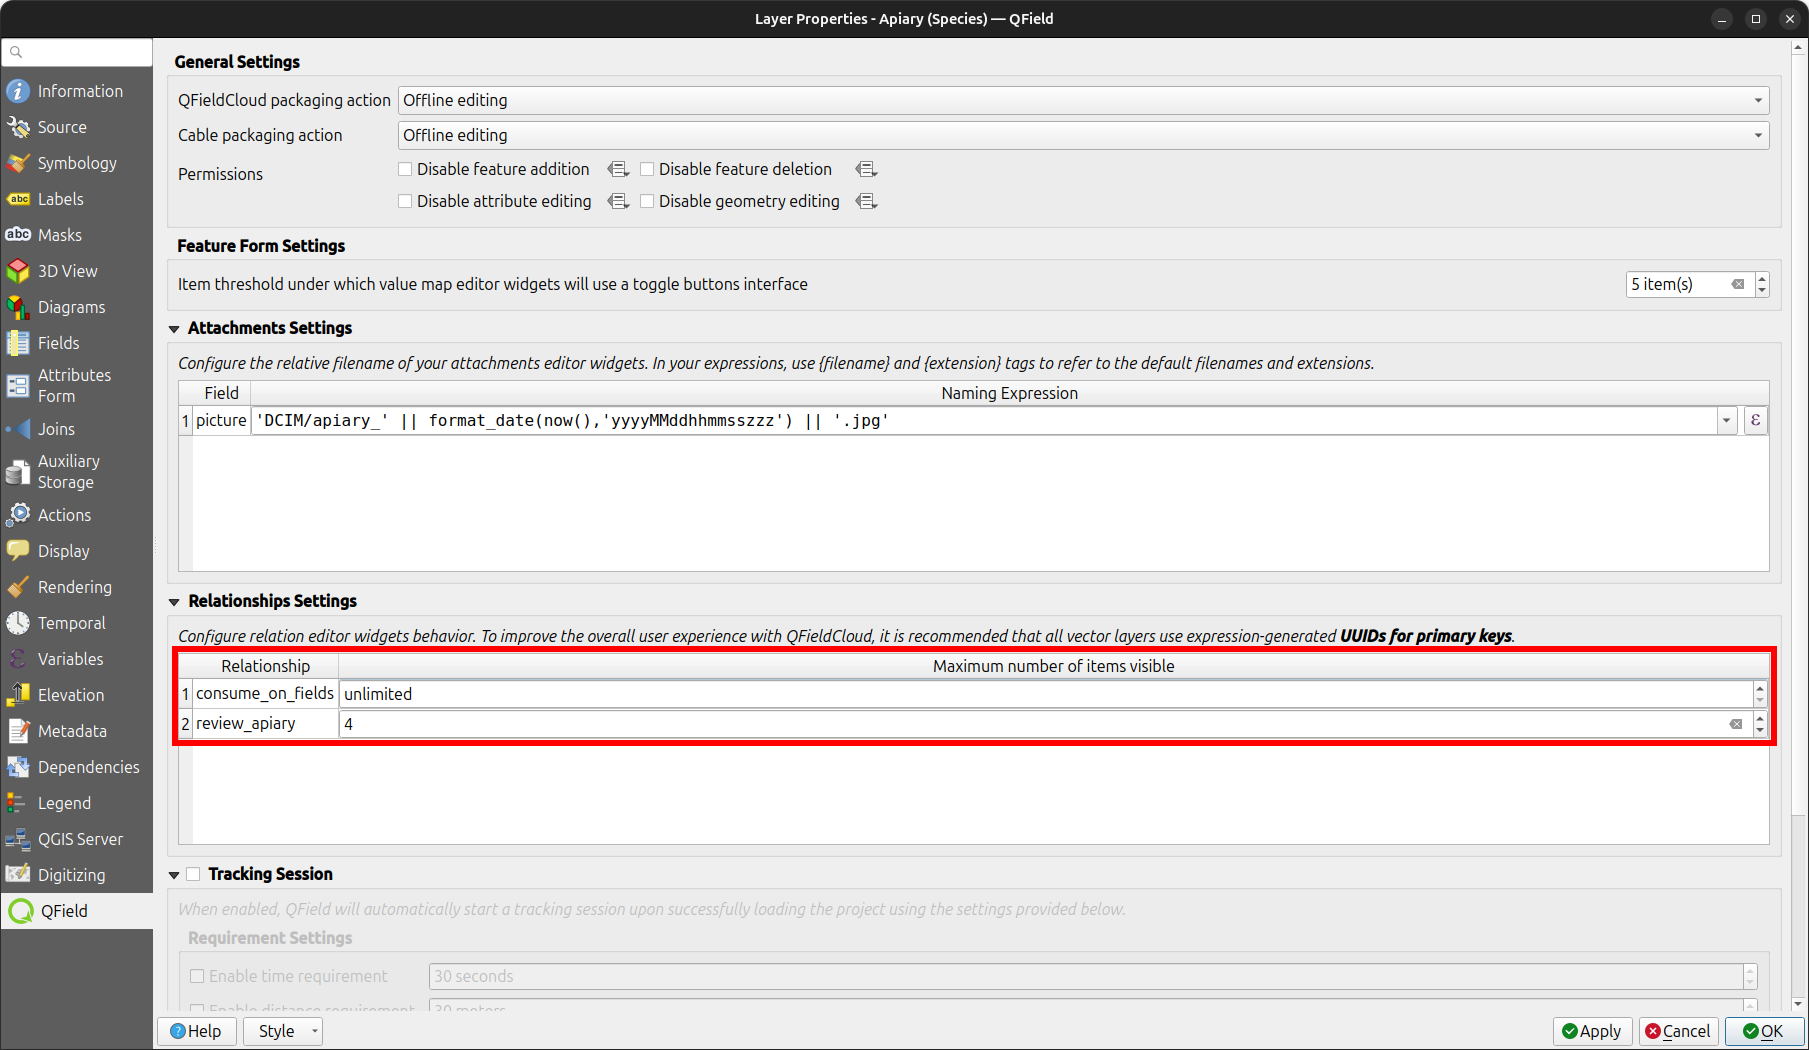 Layer Properties - Apiary (Species) — QField
Information
Source
Symbology
abc Labels
abc Masks
3D View
Diagrams
Fields
Attributes
Form
Joins
Auxiliary
Storage
Actions
Display
Rendering
Temporal
ε Variables
Elevation
Metadata
Dependencies
Legend
QGIS Server
Digitizing
QField
General Settings
QFieldCloud packaging action Offline editing
Cable packaging action Offline editing
Permissions
Disable feature addition Disable feature deletion
Disable attribute editing Disable geometry editing
Feature Form Settings
Item threshold under which value map editor widgets will use a toggle buttons interface 5 item(s)
Attachments Settings
Configure the relative filename of your attachments editor widgets. In your expressions, use {filename} and {extension} tags to refer to the default filenames and extensions.
Field Naming Expression
1 picture 'DCIM/apiary_' || format_date(now(),'yyyyMMddhhmmsszzz') || '.jpg' ε
Relationships Settings
Configure relation editor widgets behavior. To improve the overall user experience with QFieldCloud, it is recommended that all vector layers use expression-generated UUIDs for primary keys.
Relationship Maximum number of items visible
1 consume_on_fields unlimited
2 review_apiary 4
Tracking Session
When enabled, QField will automatically start a tracking session upon successfully loading the project using the settings provided below.
Requirement Settings
Enable time requirement 30 seconds
Enable distance requirement 30 meters
Help Style Apply Cancel OK